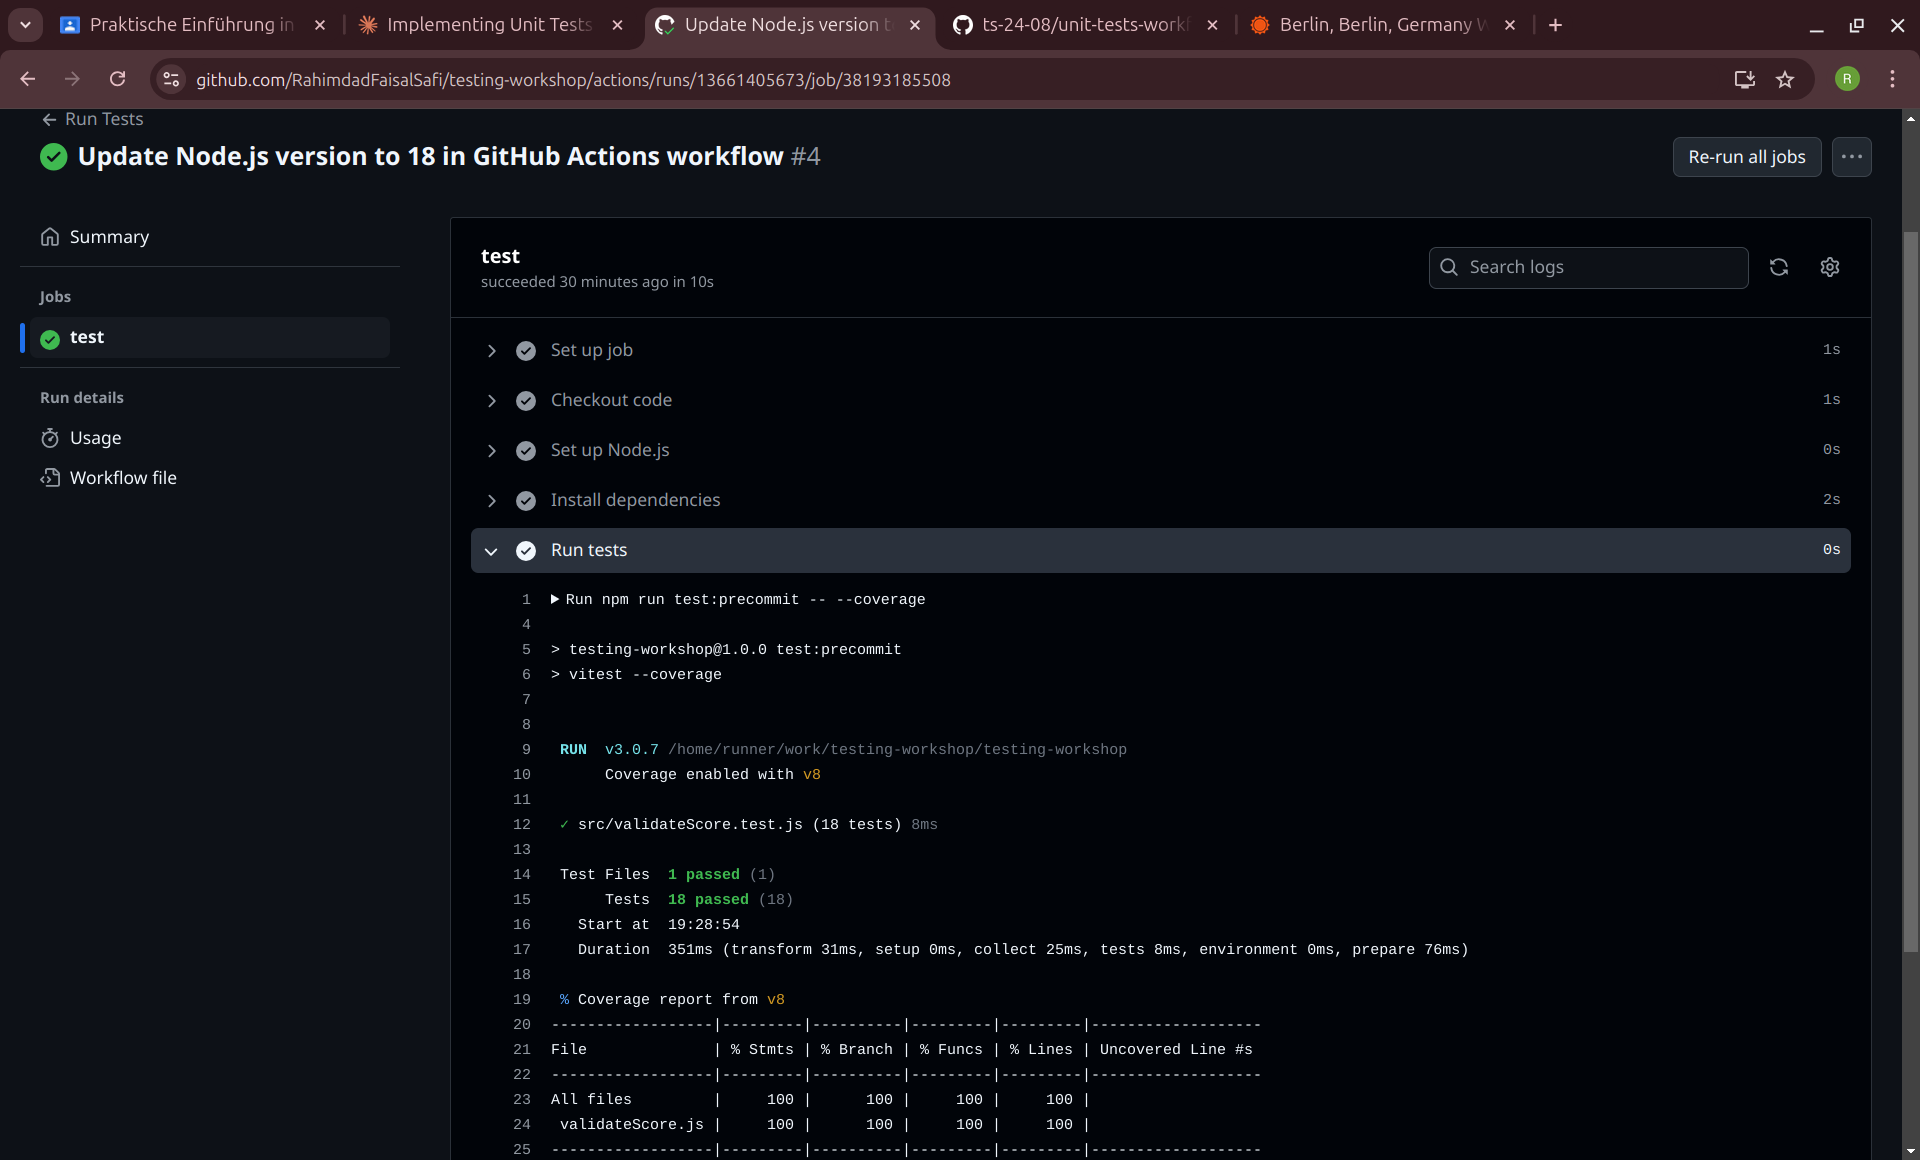 Praktische Einführung in
Implementing Unit Tests
Update Node.js version t
ts-24-08/unit-tests-workf
Berlin, Berlin, Germany W
github.com/RahimdadFaisalSafi/testing-workshop/actions/runs/13661405673/job/38193185508
R
Run Tests
Update Node.js version to 18 in GitHub Actions workflow #4
Re-run all jobs
Summary
Jobs
test
Run details
Usage
Workflow file
test
succeeded 30 minutes ago in 10s
Search logs
Set up job 1s
Checkout code 1s
Set up Node.js 0s
Install dependencies 2s
Run tests 0s
1 Run npm run test:precommit -- --coverage
4
5 > testing-workshop@1.0.0 test:precommit
6 > vitest --coverage
7
8
9 RUN v3.0.7 /home/runner/work/testing-workshop/testing-workshop
10 Coverage enabled with v8
11
12 ✓ src/validateScore.test.js (18 tests) 8ms
13
14 Test Files 1 passed (1)
15 Tests 18 passed (18)
16 Start at 19:28:54
17 Duration 351ms (transform 31ms, setup 0ms, collect 25ms, tests 8ms, environment 0ms, prepare 76ms)
18
19 % Coverage report from v8
20 ------------------|---------|----------|---------|---------|-------------------
21 File | % Stmts | % Branch | % Funcs | % Lines | Uncovered Line #s
22 ------------------|---------|----------|---------|---------|-------------------
23 All files | 100 | 100 | 100 | 100 |
24 validateScore.js | 100 | 100 | 100 | 100 |
25 ------------------|---------|----------|---------|---------|-------------------